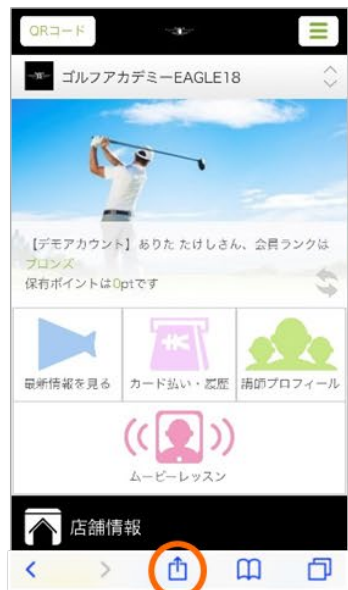 QRコード
ゴルフアカデミーEAGLE18
【デモアカウント】ありた たけしさん、会員ランクは
ブロンズ
保有ポイントは0ptです
最新情報を見る
カード払い・履歴
講師プロフィール
ムービーレッスン
店舗情報